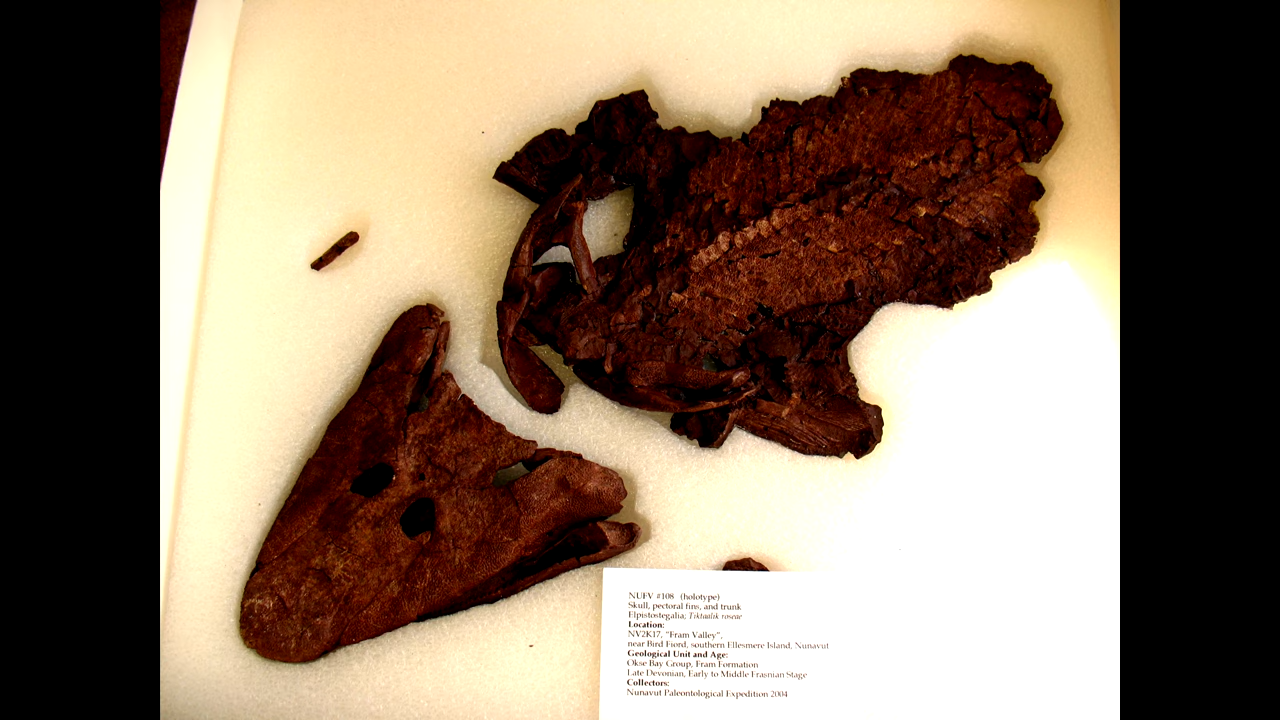 NUFV #108 (holotype)
Skull, pectoral fins, and trunk
Elpistostegalia; Tiktaalik roseae
Location:
NV2K17, "Fram Valley",
near Bird Fiord, southern Ellesmere Island, Nunavut
Geological Unit and Age:
Okse Bay Group, Fram Formation
Late Devonian, Early to Middle Frasnian Stage
Collectors:
Nunavut Paleontological Expedition 2004